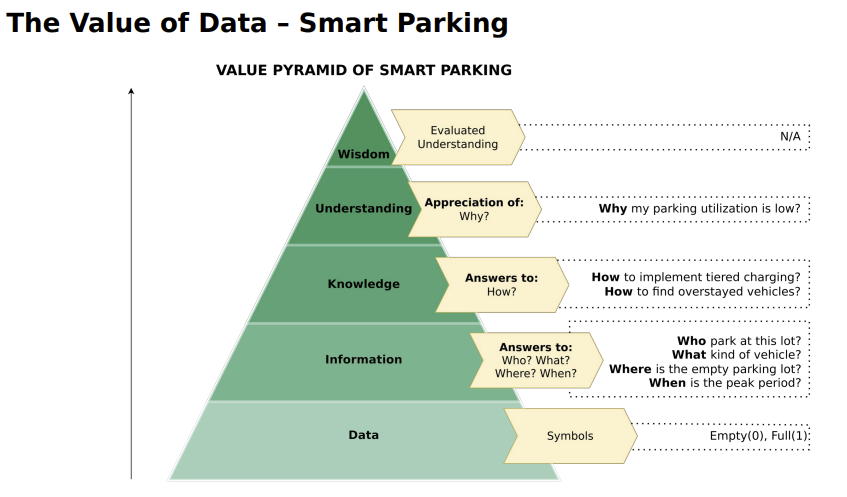 The Value of Data – Smart Parking
VALUE PYRAMID OF SMART PARKING
Wisdom
Evaluated
Understanding
N/A
Understanding
Appreciation of:
Why?
Why my parking utilization is low?
Knowledge
Answers to:
How?
How to implement tiered charging?
How to find overstayed vehicles?
Information
Answers to:
Who? What?
Where? When?
Who park at this lot?
What kind of vehicle?
Where is the empty parking lot?
When is the peak period?
Data
Symbols
Empty(0), Full(1)